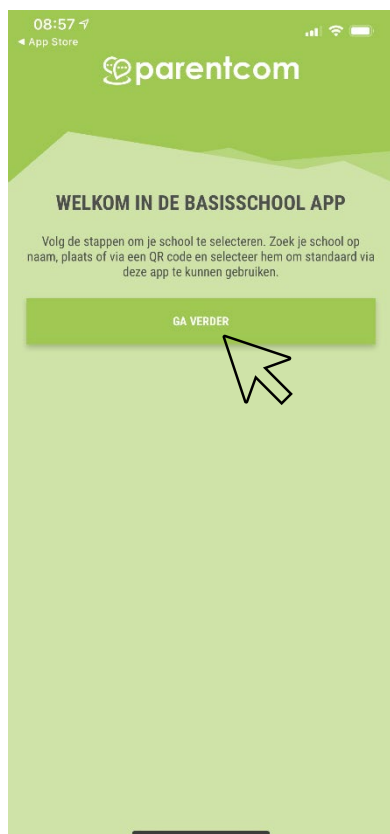 08:57
◀ App Store
parentcom
WELKOM IN DE BASISSCHOOL APP
Volg de stappen om je school te selecteren. Zoek je school op
naam, plaats of via een QR code en selecteer hem om standaard via
deze app te kunnen gebruiken.
GA VERDER